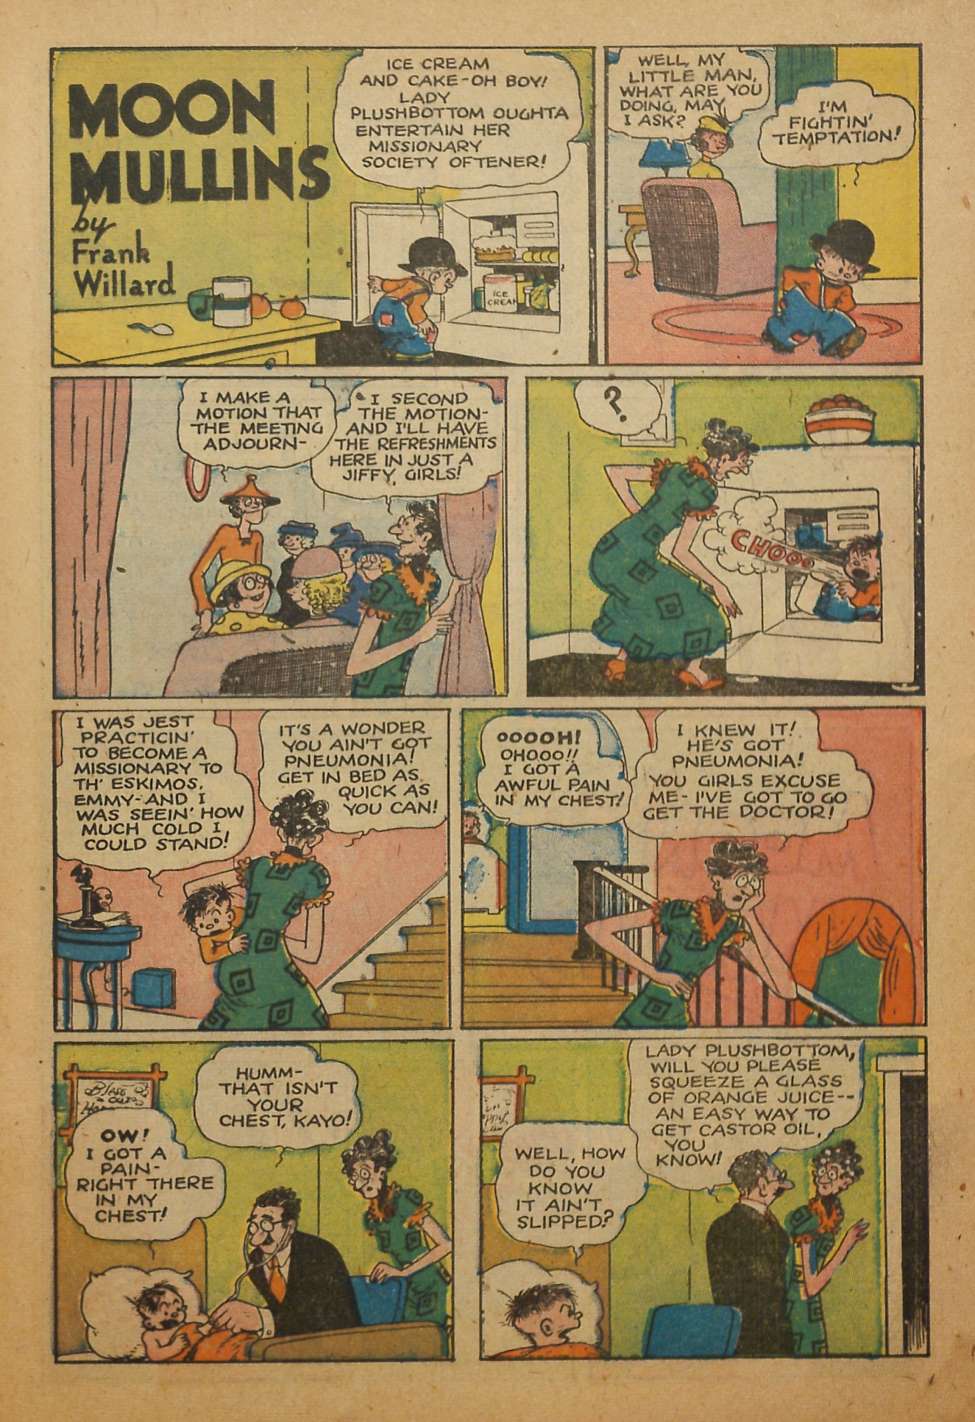 MOON
MULLINS
by
Frank
Willard
ICE CREAM
AND CAKE-OH BOY!
LADY
PLUSHBOTTOM OUGHTA
ENTERTAIN HER
MISSIONARY
SOCIETY OFTENER!
ICE
CREAM
WELL, MY
LITTLE MAN,
WHAT ARE YOU
DOING, MAY
I ASK?
I'M
FIGHTIN'
TEMPTATION!
I MAKE A
MOTION THAT
THE MEETING
ADJOURN-
I SECOND
THE MOTION-
AND I'LL HAVE
THE REFRESHMENTS
HERE IN JUST A
JIFFY, GIRLS!
?
CHOOOO
I WAS JEST
PRACTICIN'
TO BECOME A
MISSIONARY TO
TH' ESKIMOS,
EMMY-AND I
WAS SEEIN' HOW
MUCH COLD I
COULD STAND!
IT'S A WONDER
YOU AIN'T GOT
PNEUMONIA!
GET IN BED AS
QUICK AS
YOU CAN!
OOOOH!
OHOOO!!
I GOT A
AWFUL PAIN
IN MY CHEST!
I KNEW IT!
HE'S GOT
PNEUMONIA!
YOU GIRLS EXCUSE
ME-I'VE GOT TO GO
GET THE DOCTOR!
OW!
I GOT A
PAIN-
RIGHT THERE
IN MY
CHEST!
HUMM-
THAT ISN'T
YOUR
CHEST, KAYO!
WELL, HOW
DO YOU
KNOW
IT AIN'T
SLIPPED?
LADY PLUSHBOTTOM,
WILL YOU PLEASE
SQUEEZE A GLASS
OF ORANGE JUICE--
AN EASY WAY TO
GET CASTOR OIL,
YOU
KNOW!